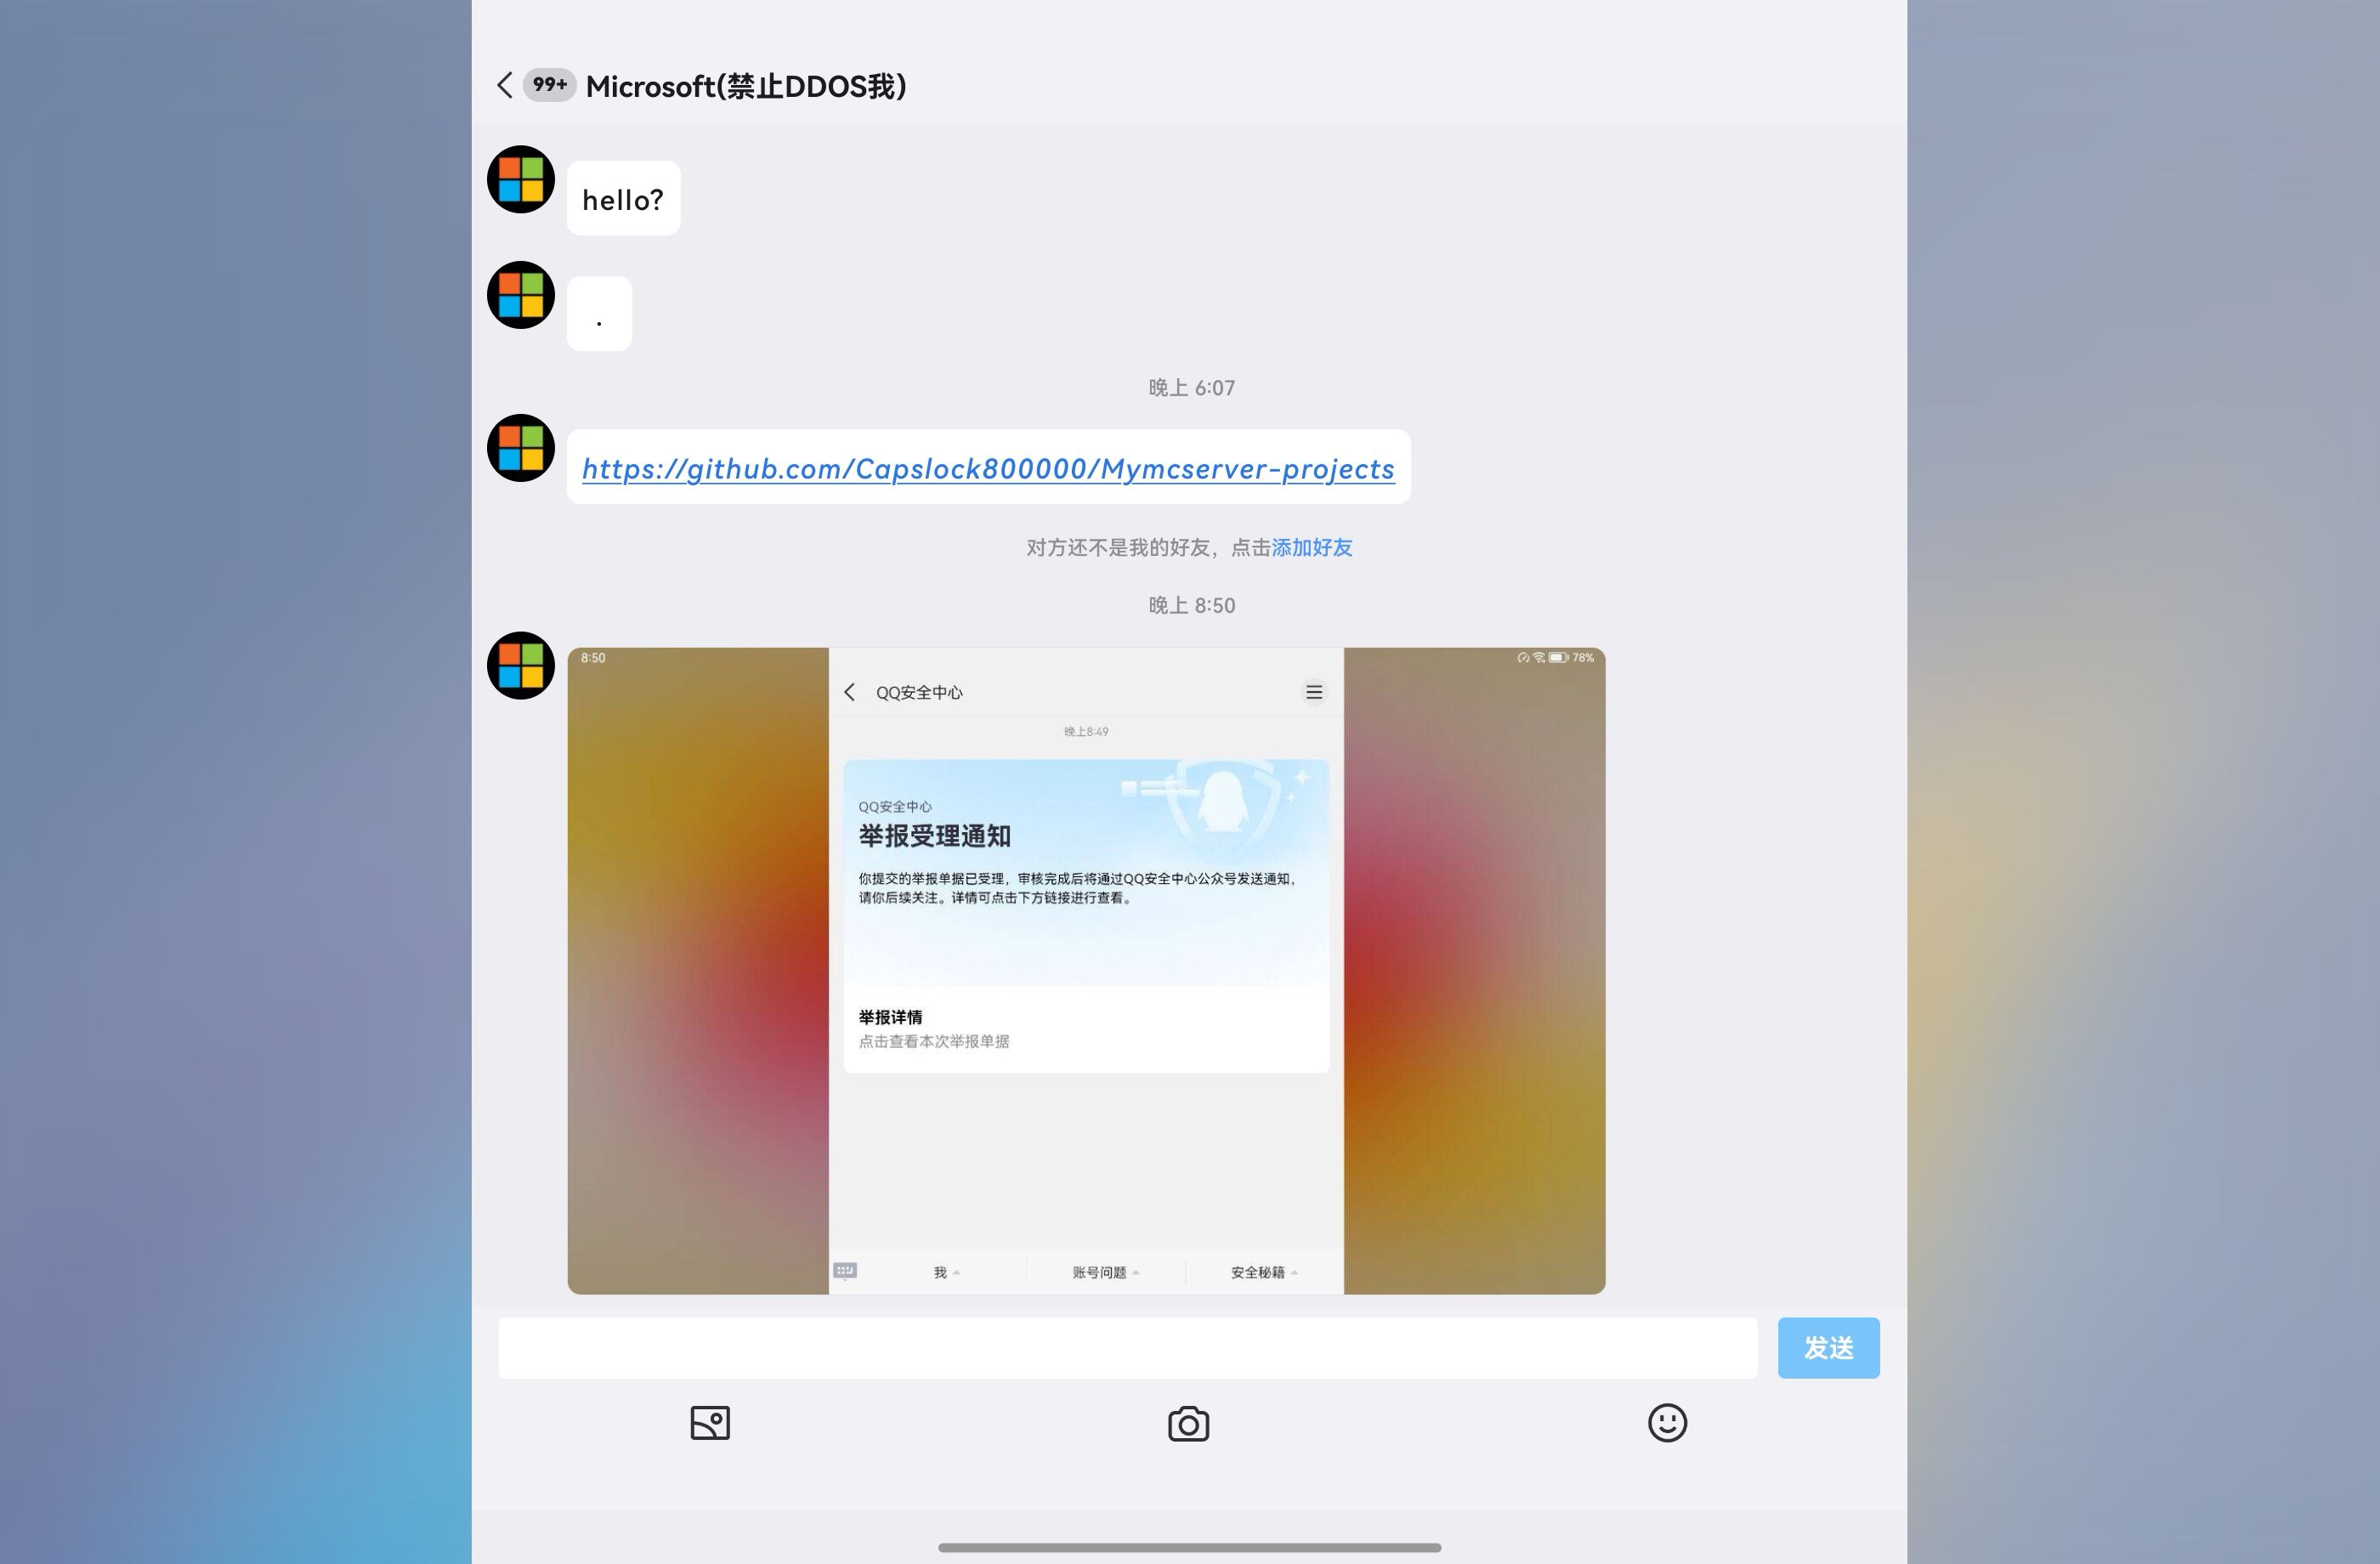 99+ Microsoft(禁止DDOS我)
hello?
.
晚上 6:07
https://github.com/Capslock800000/Mymcserver-projects
对方还不是我的好友，点击添加好友
晚上 8:50
8:50
78%
QQ安全中心
晚上8:49
QQ安全中心
举报受理通知
你提交的举报单据已受理，审核完成后将通过QQ安全中心公众号发送通知，
请你后续关注。详情可点击下方链接进行查看。
举报详情
点击查看本次举报单据
我
账号问题
安全秘籍
发送